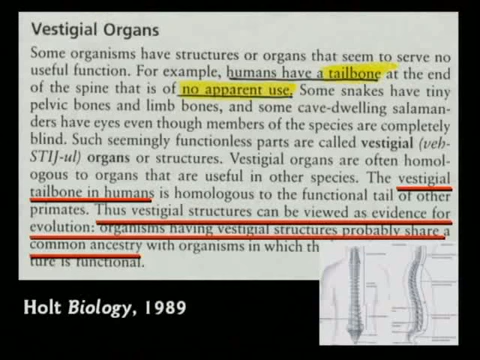 Vestigial Organs
Some organisms have structures or organs that seem to serve no
useful function. For example, humans have a tailbone at the end
of the spine that is of no apparent use. Some snakes have tiny
pelvic bones and limb bones, and some cave-dwelling salaman-
ders have eyes even though members of the species are completely
blind. Such seemingly functionless parts are called vestigial (veh-
STIJ-ul) organs or structures. Vestigial organs are often homol-
ogous to organs that are useful in other species. The vestigial
tailbone in humans is homologous to the functional tail of other
primates. Thus vestigial structures can be viewed as evidence for
evolution: organisms having vestigial structures probably share a
common ancestry with organisms in which th
ture is functional.
Holt Biology, 1989